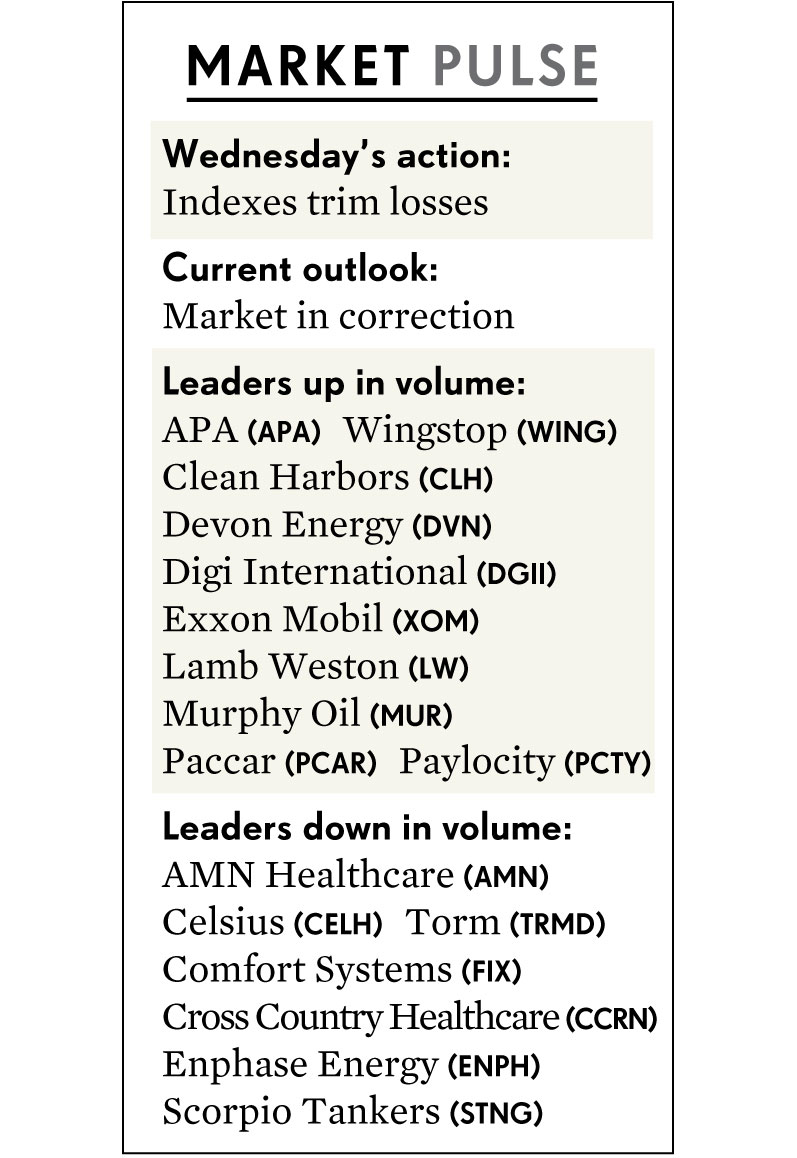 MARKET PULSE
Wednesday’s action:
Indexes trim losses
Current outlook:
Market in correction
Leaders up in volume:
APA (APA) Wingstop (WING)
Clean Harbors (CLH)
Devon Energy (DVN)
Digi International (DGII)
Exxon Mobil (XOM)
Lamb Weston (LW)
Murphy Oil (MUR)
Paccar (PCAR) Paylocity (PCTY)
Leaders down in volume:
AMN Healthcare (AMN)
Celsius (CELH) Torm (TRMD)
Comfort Systems (FIX)
Cross Country Healthcare (CCRN)
Enphase Energy (ENPH)
Scorpio Tankers (STNG)